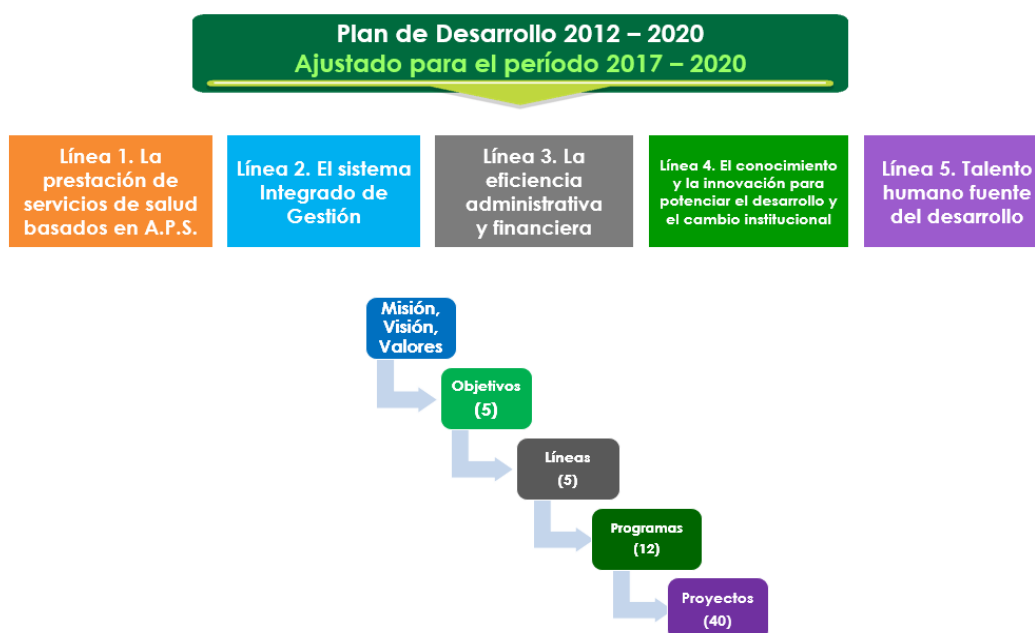 Plan de Desarrollo 2012 – 2020
Ajustado para el período 2017 – 2020
Línea 1. La
prestación de
servicios de salud
basados en A.P.S.
Línea 2. El sistema
Integrado de
Gestión
Línea 3. La
eficiencia
administrativa
y financiera
Línea 4. El conocimiento
y la innovación para
potenciar el desarrollo y
el cambio institucional
Línea 5. Talento
humano fuente
del desarrollo
Misión,
Visión,
Valores
Objetivos
(5)
Líneas
(5)
Programas
(12)
Proyectos
(40)